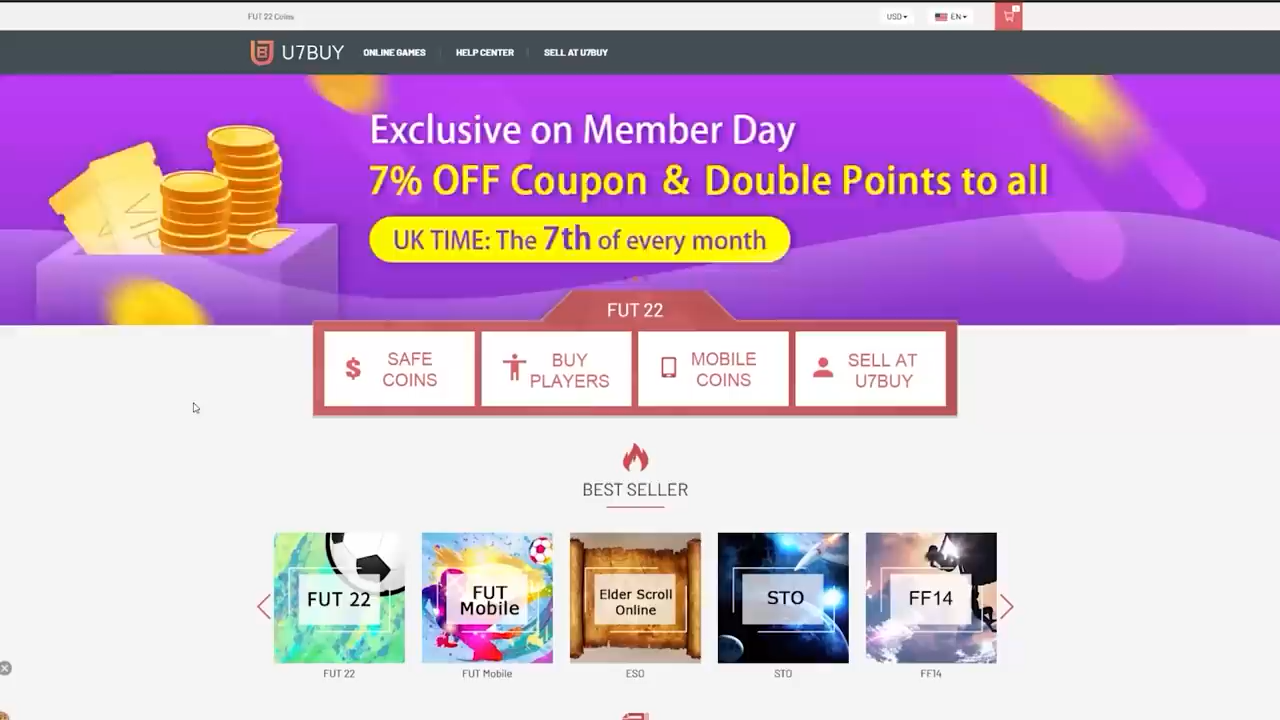 FUT 22 Coins
USD
EN
1
U7BUY
ONLINE GAMES
HELP CENTER
SELL AT U7BUY
Exclusive on Member Day
7% OFF Coupon & Double Points to all
UK TIME: The 7th of every month
FUT 22
SAFE
COINS
BUY
PLAYERS
MOBILE
COINS
SELL AT
U7BUY
BEST SELLER
FUT 22
FUT
Mobile
Elder Scroll
Online
STO
FF14
FUT 22
FUT Mobile
ESO
STO
FF14